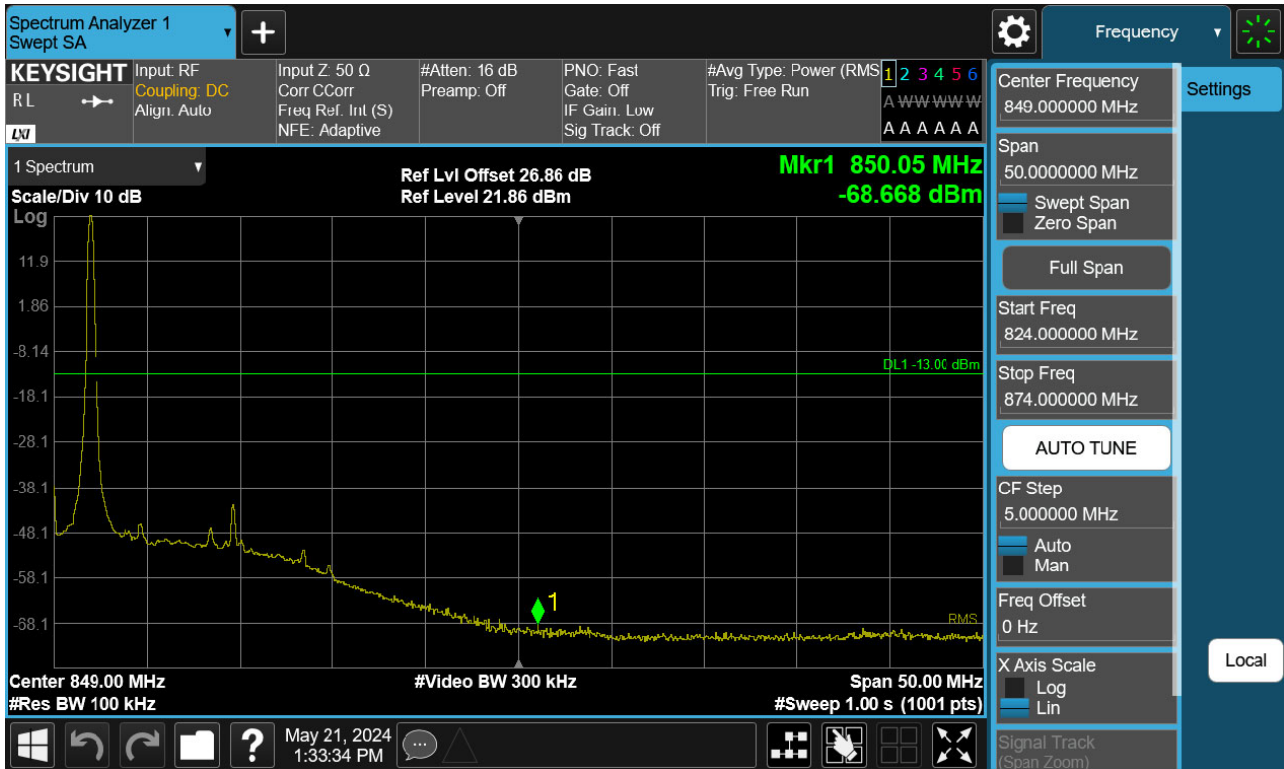 Spectrum Analyzer 1
Swept SA
+
Frequency
KEYSIGHT
R L
LXI
Input: RF
Coupling: DC
Align: Auto
Input Z: 50 Ω
Corr CCorr
Freq Ref: Int (S)
NFE: Adaptive
#Atten: 16 dB
Preamp: Off
PNO: Fast
Gate: Off
IF Gain: Low
Sig Track: Off
#Avg Type: Power (RMS
Trig: Free Run
1 2 3 4 5 6
A W W W W W
A A A A A A
1 Spectrum
Scale/Div 10 dB
Ref Lvl Offset 26.86 dB
Ref Level 21.86 dBm
Mkr1 850.05 MHz
-68.668 dBm
Log
11.9
1.86
-8.14
-18.1
-28.1
-38.1
-48.1
-58.1
-68.1
DL1 -13.00 dBm
1
RMS
Center 849.00 MHz
#Res BW 100 kHz
#Video BW 300 kHz
Span 50.00 MHz
#Sweep 1.00 s (1001 pts)
?
May 21, 2024
1:33:34 PM
Center Frequency
849.000000 MHz
Span
50.0000000 MHz
Swept Span
Zero Span
Full Span
Start Freq
824.000000 MHz
Stop Freq
874.000000 MHz
AUTO TUNE
CF Step
5.000000 MHz
Auto
Man
Freq Offset
0 Hz
X Axis Scale
Log
Lin
Signal Track
(Span Zoom)
Settings
Local